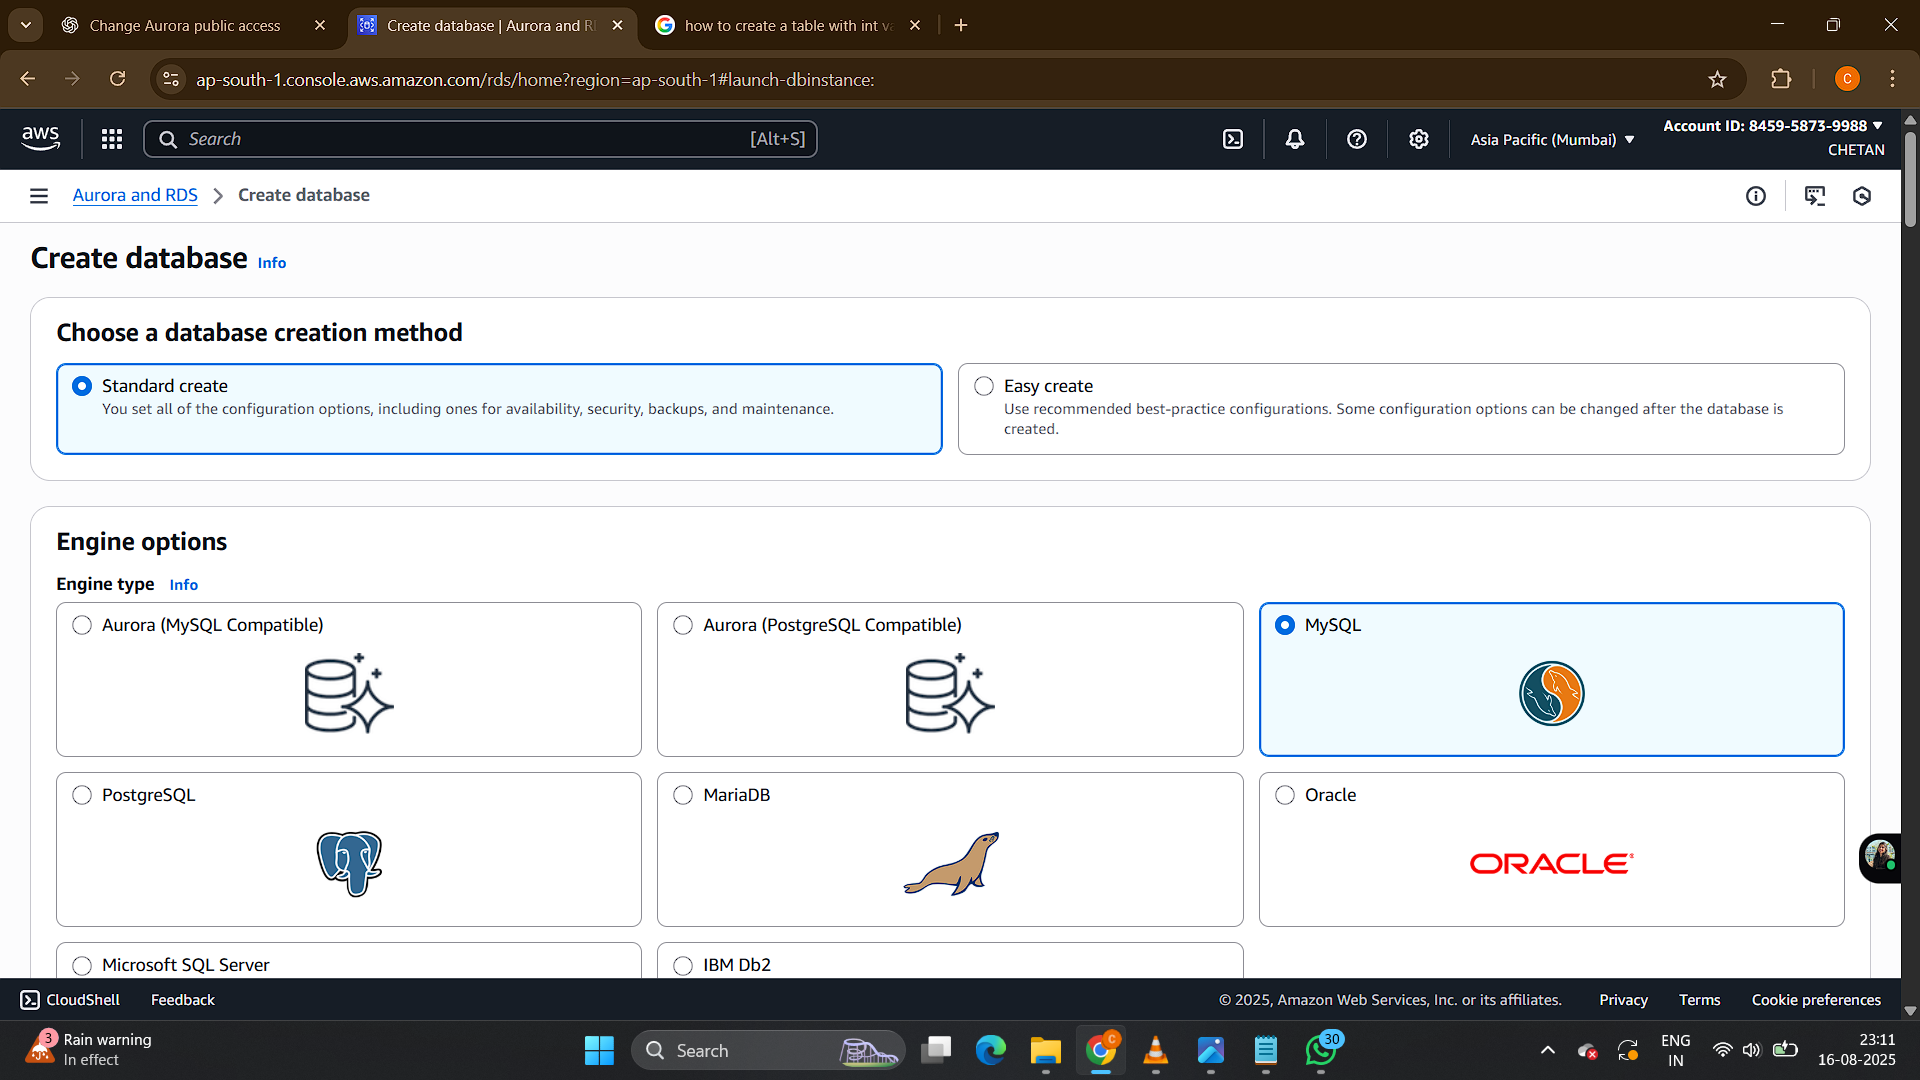 Change Aurora public access
Create database | Aurora and R
how to create a table with int va
ap-south-1.console.aws.amazon.com/rds/home?region=ap-south-1#launch-dbinstance:
C
aws
Search
[Alt+S]
Asia Pacific (Mumbai)
Account ID: 8459-5873-9988
CHETAN
Aurora and RDS
Create database
Create database
Info
Choose a database creation method
Standard create
You set all of the configuration options, including ones for availability, security, backups, and maintenance.
Easy create
Use recommended best-practice configurations. Some configuration options can be changed after the database is
created.
Engine options
Engine type
Info
Aurora (MySQL Compatible)
Aurora (PostgreSQL Compatible)
MySQL
PostgreSQL
MariaDB
Oracle
ORACLE
Microsoft SQL Server
IBM Db2
CloudShell
Feedback
© 2025, Amazon Web Services, Inc. or its affiliates.
Privacy
Terms
Cookie preferences
3
Rain warning
In effect
Search
C
30
ENG
IN
23:11
16-08-2025